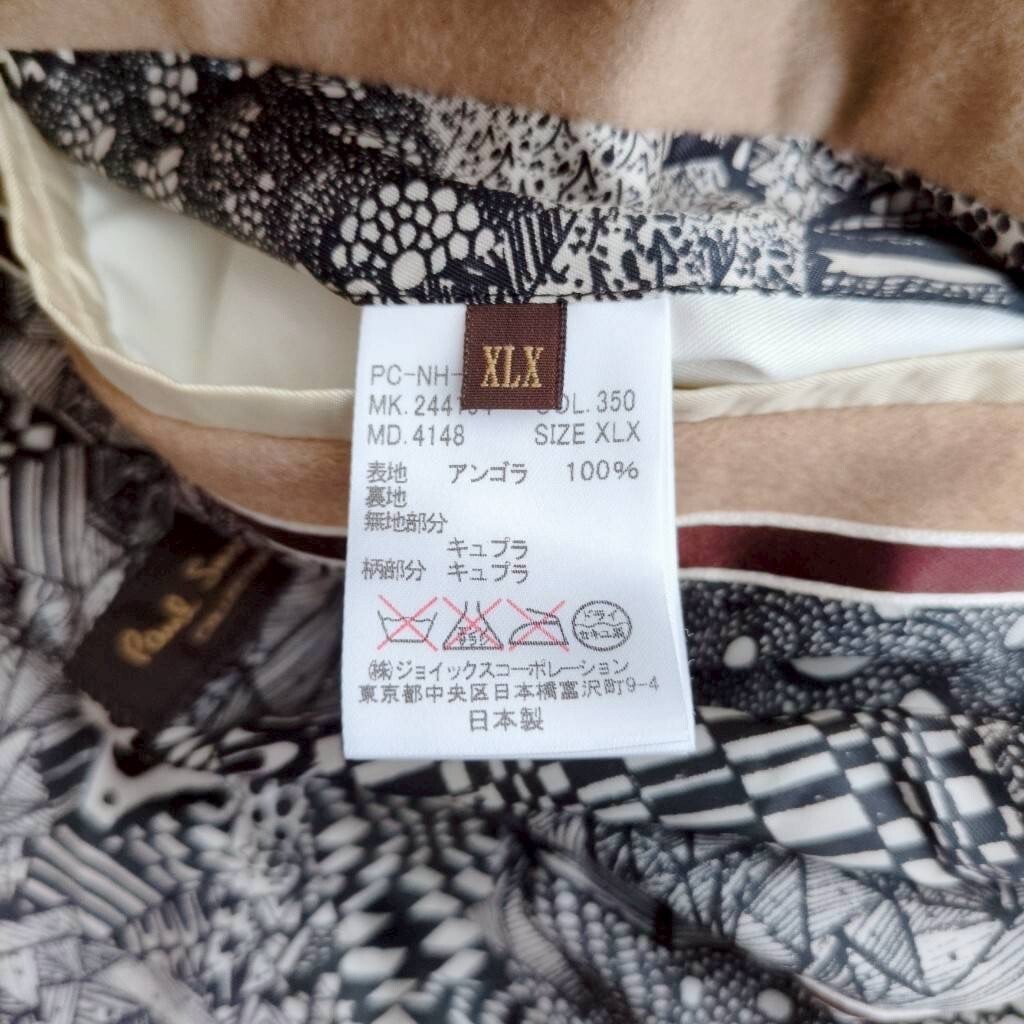 XLX
PC-NH-
MK.244 COL.350
MD.4148 SIZE XLX
表地 アンゴラ 100%
裏地
無地部分
キュプラ
柄部分 キュプラ
ドライ
セキユ系
(株)ジョイックスコーポレーション
東京都中央区日本橋富沢町9-4
日本製
Paul